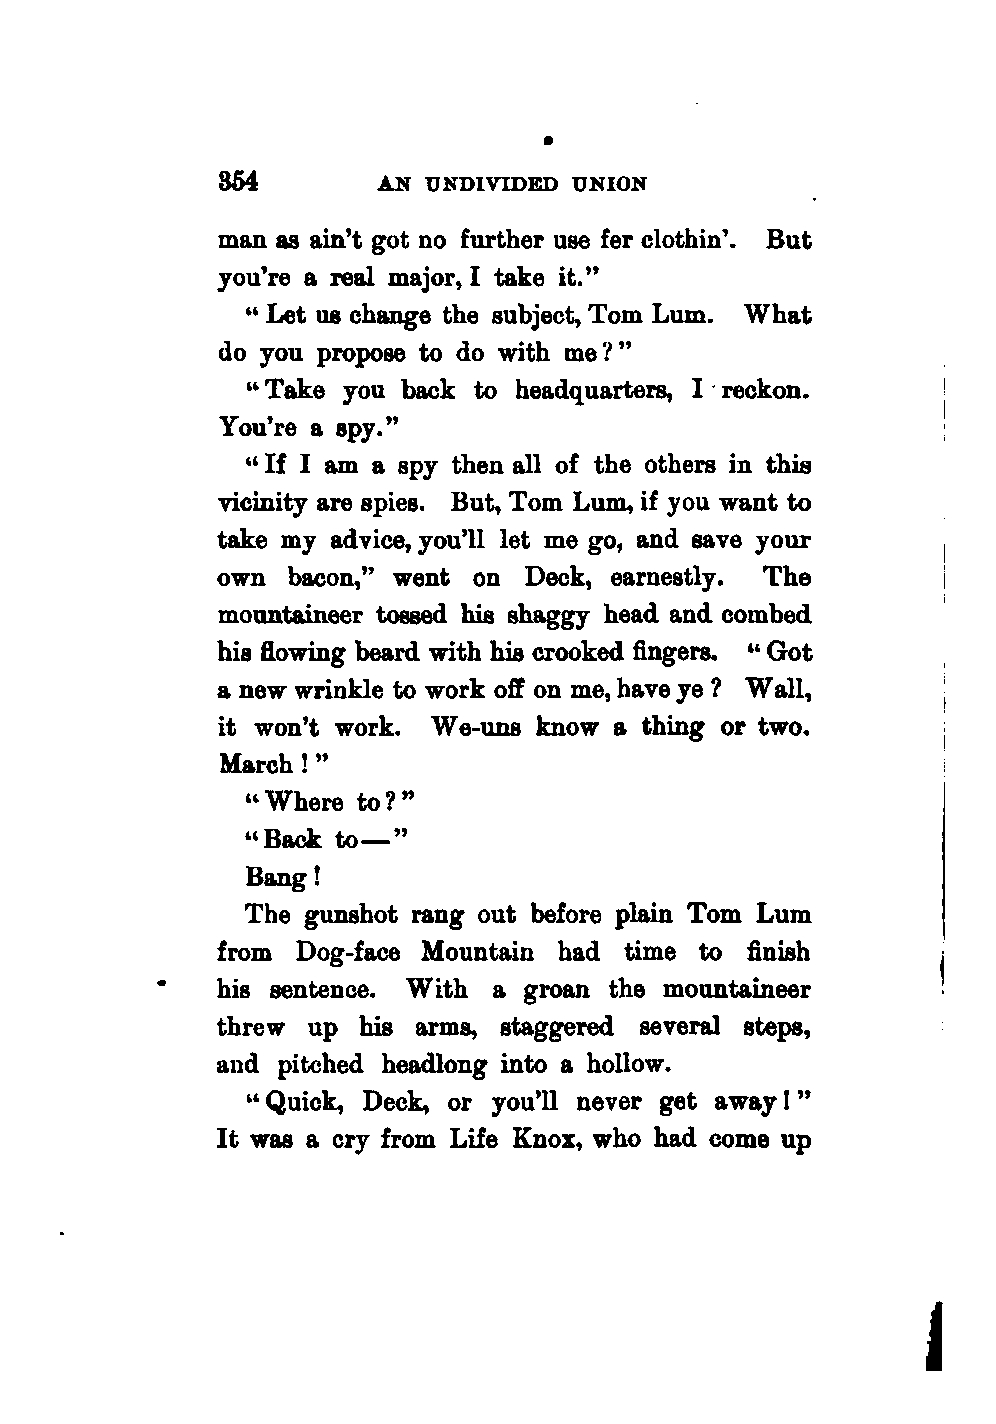 354 AN UNDIVIDED UNION
man as ain't got no further use fer clothin'. But
you're a real major, I take it."
"Let us change the subject, Tom Lum. What
do you propose to do with me?"
"Take you back to headquarters, I reckon.
You're a spy."
"If I am a spy then all of the others in this
vicinity are spies. But, Tom Lum, if you want to
take my advice, you'll let me go, and save your
own bacon," went on Deck, earnestly. The
mountaineer tossed his shaggy head and combed
his flowing beard with his crooked fingers. "Got
a new wrinkle to work off on me, have ye? Wall,
it won't work. We-uns know a thing or two.
March!"
"Where to?"
"Back to—"
Bang!
The gunshot rang out before plain Tom Lum
from Dog-face Mountain had time to finish
his sentence. With a groan the mountaineer
threw up his arms, staggered several steps,
and pitched headlong into a hollow.
"Quick, Deck, or you'll never get away!"
It was a cry from Life Knox, who had come up